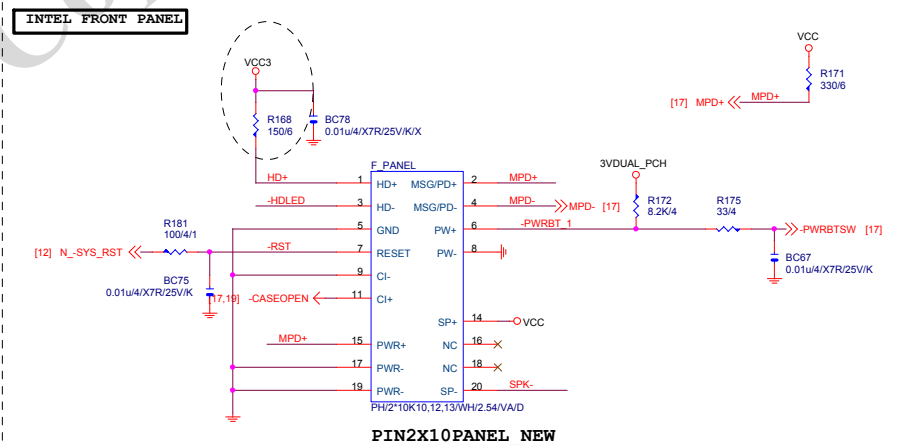 INTEL FRONT PANEL
VCC3
VCC
R168
150/6
BC78
0.01u/4/X7R/25V/K/X
R171
330/6
[17] MPD+ MPD+
F_PANEL
3VDUAL_PCH
HD+ 1 HD+ MSG/PD+ 2 MPD+
-HDLED 3 HD- MSG/PD- 4 MPD- MPD- [17]
R172
8.2K/4
R175
33/4
5 GND PW+ 6 -PWRBT_1 -PWRBTSW [17]
R181
100/4/1
[12] N_-SYS_RST -RST 7 RESET PW- 8
BC67
0.01u/4/X7R/25V/K
9 CI-
BC75
0.01u/4/X7R/25V/K
[17,19] -CASEOPEN 11 CI+
SP+ 14 VCC
MPD+ 15 PWR+ NC 16
17 PWR- NC 18
19 PWR- SP- 20 SPK-
PH/2*10K10,12,13/WH/2.54/VA/D
PIN2X10PANEL NEW